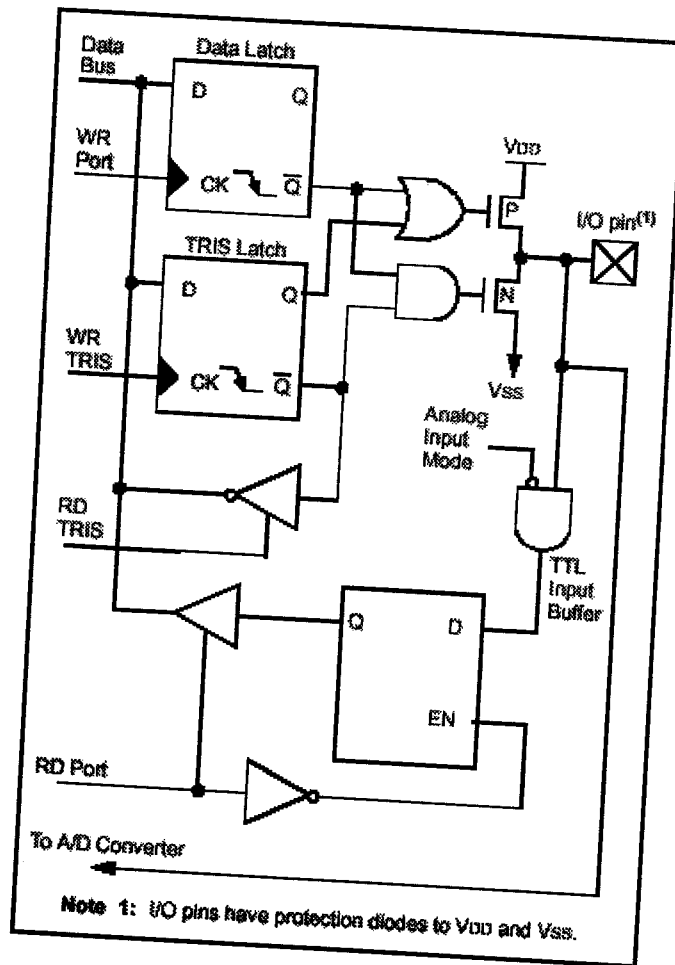 Data Latch
Data
Bus
D
Q
WR
Port
CK
Q
VDD
P
I/O pin(1)
TRIS Latch
D
Q
N
WR
TRIS
CK
Q
Vss
Analog
Input
Mode
RD
TRIS
TTL
Input
Buffer
Q
D
EN
RD Port
To A/D Converter
Note 1: I/O pins have protection diodes to VDD and Vss.